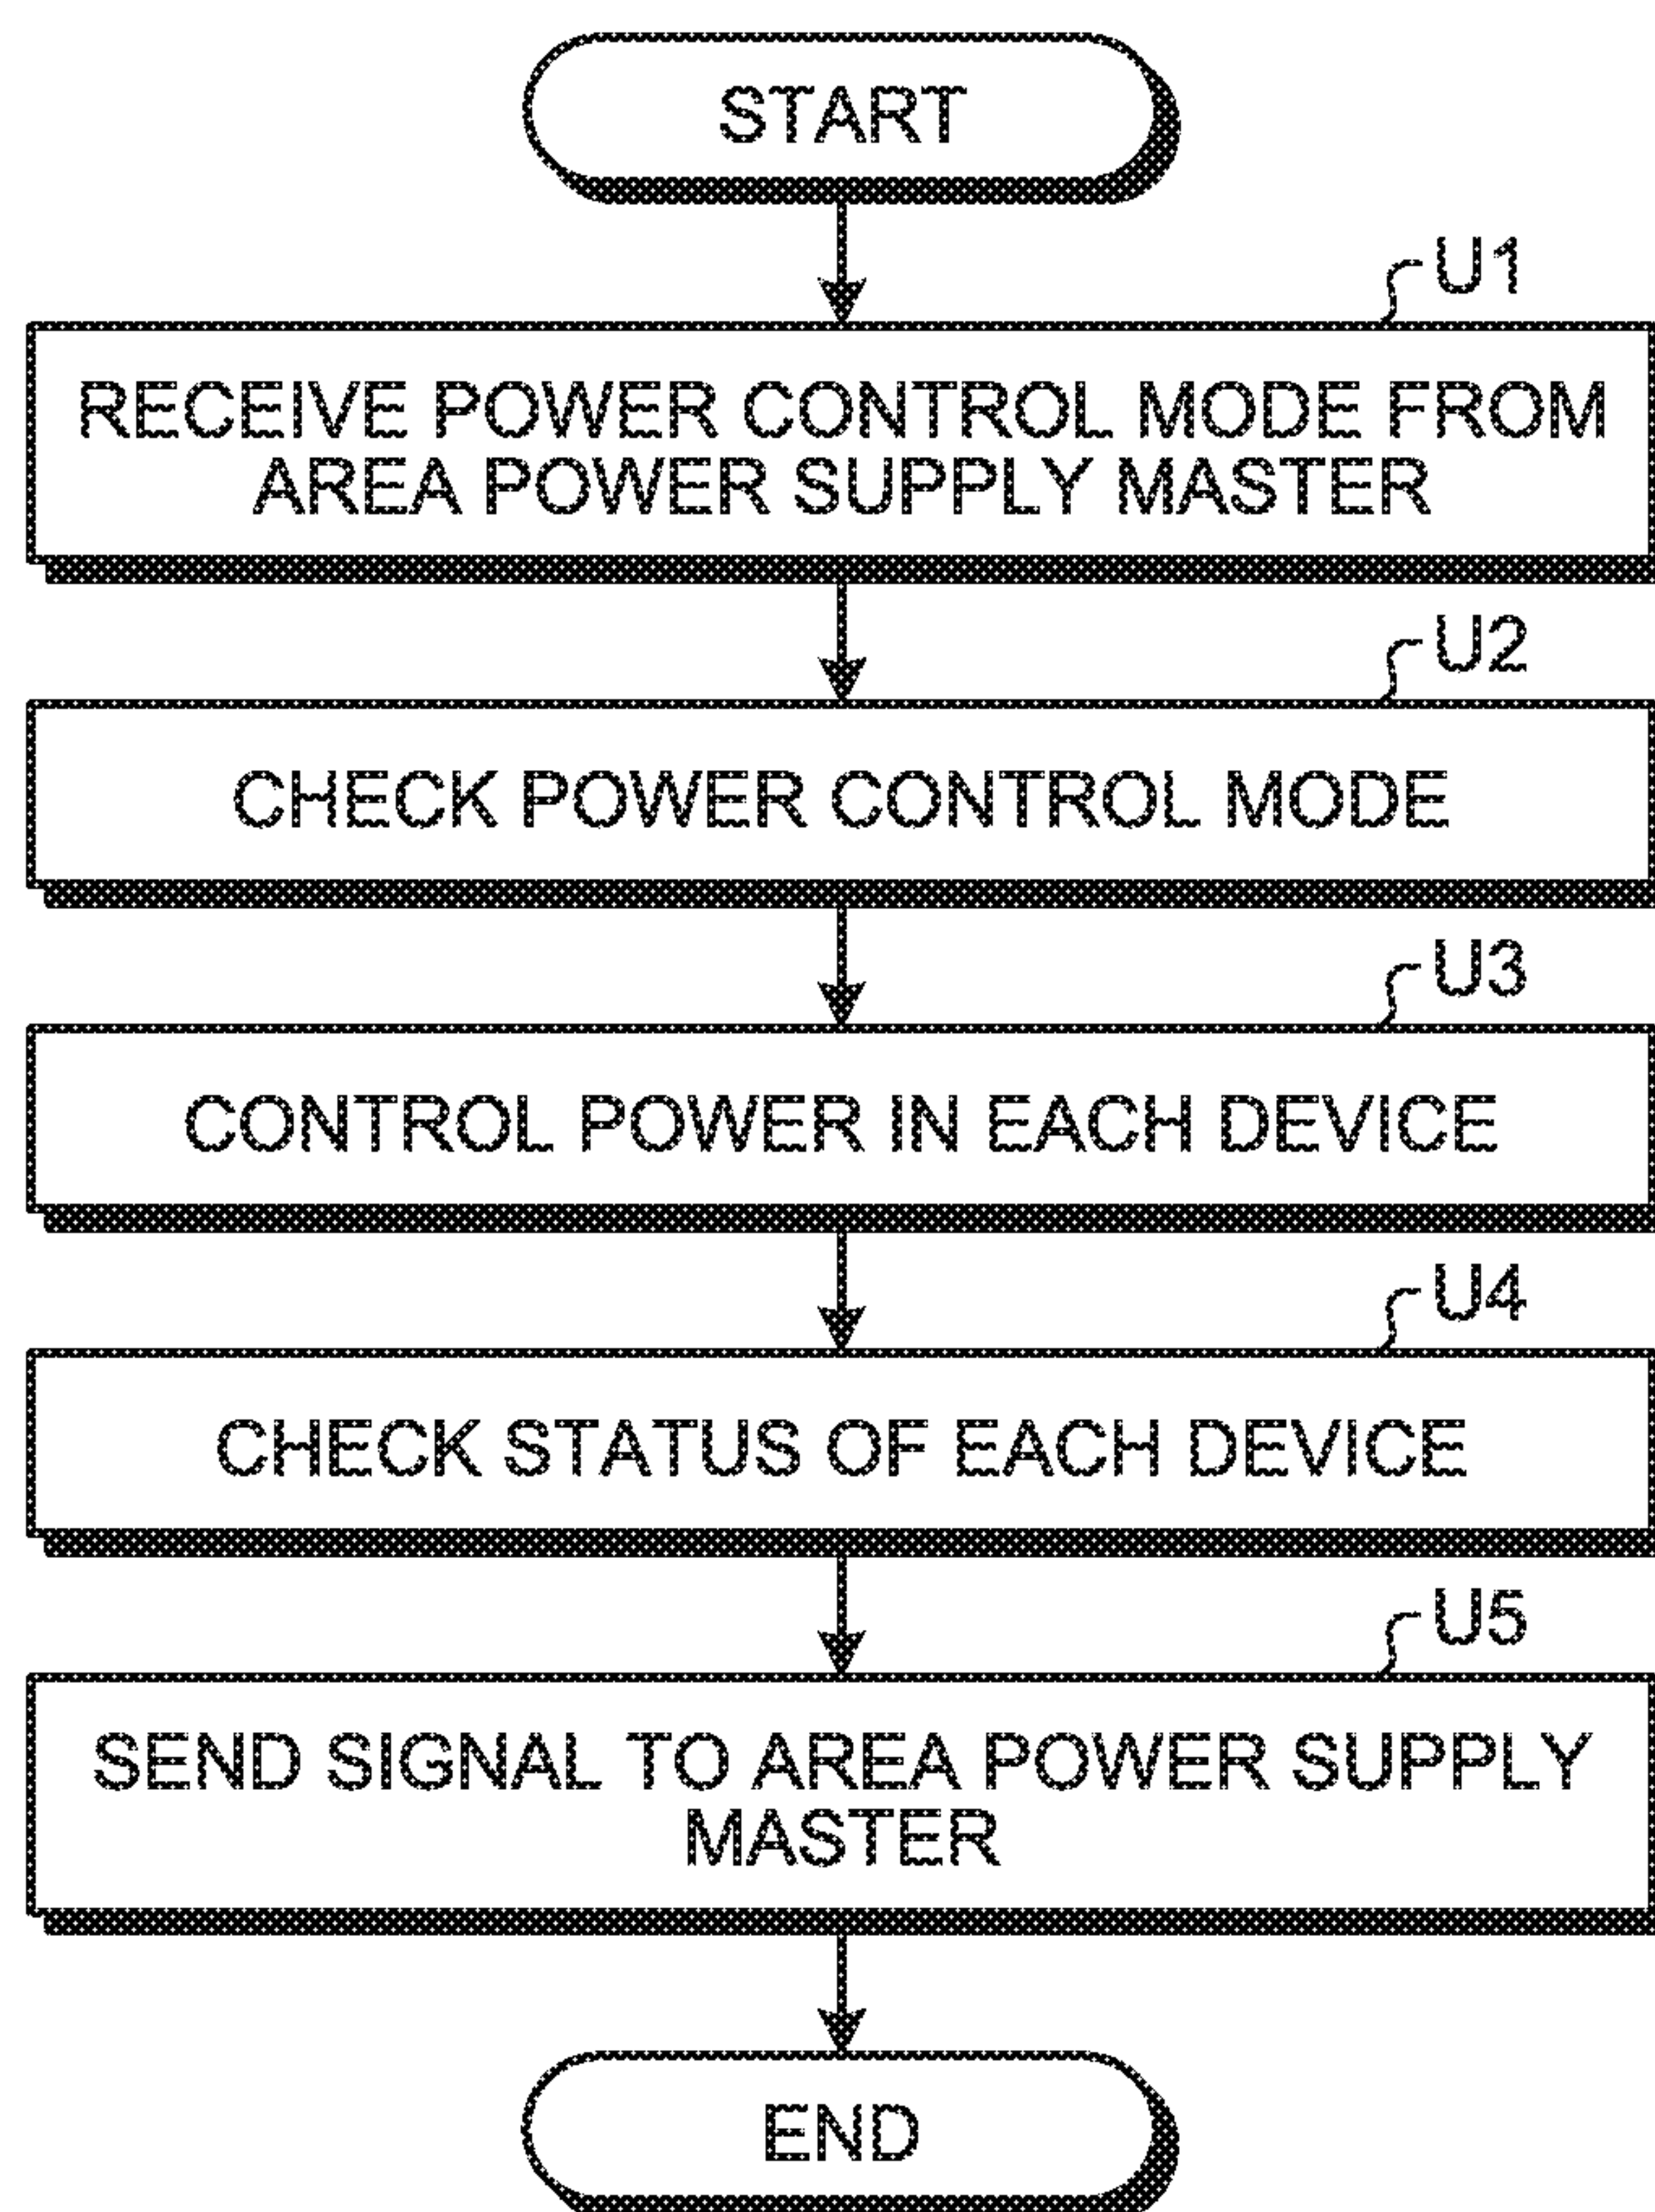 START
U1
RECEIVE POWER CONTROL MODE FROM
AREA POWER SUPPLY MASTER
U2
CHECK POWER CONTROL MODE
U3
CONTROL POWER IN EACH DEVICE
U4
CHECK STATUS OF EACH DEVICE
U5
SEND SIGNAL TO AREA POWER SUPPLY
MASTER
END